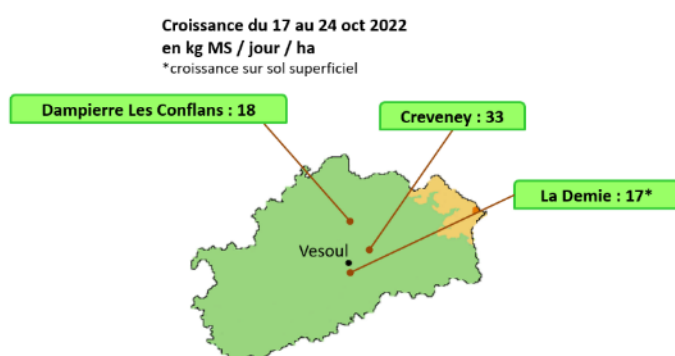 Croissance du 17 au 24 oct 2022
en kg MS / jour / ha
*croissance sur sol superficiel
Dampierre Les Conflans : 18
Creveney : 33
La Demie : 17*
Vesoul